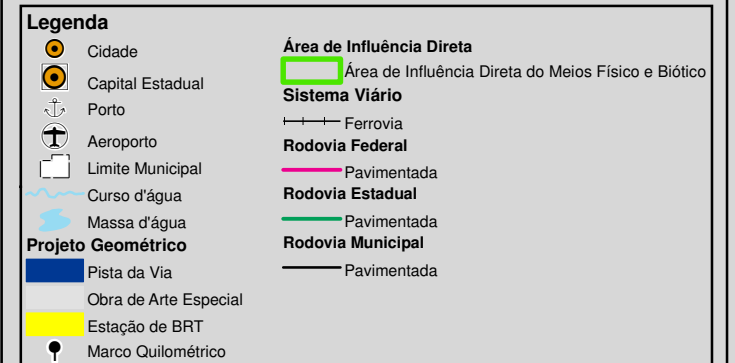 Legenda
Cidade
Capital Estadual
Porto
Aeroporto
Limite Municipal
Curso d'água
Massa d'água
Projeto Geométrico
Pista da Via
Obra de Arte Especial
Estação de BRT
Marco Quilométrico
Área de Influência Direta
Área de Influência Direta do Meios Físico e Biótico
Sistema Viário
Ferrovia
Rodovia Federal
Pavimentada
Rodovia Estadual
Pavimentada
Rodovia Municipal
Pavimentada